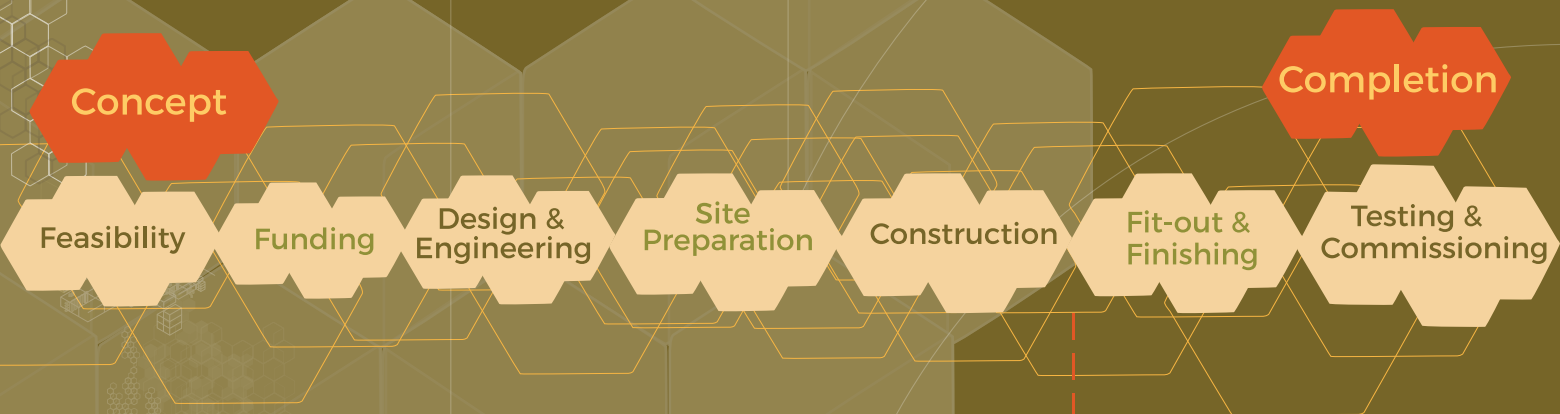 Concept
Completion
Feasibility
Funding
Design &
Engineering
Site
Preparation
Construction
Fit-out &
Finishing
Testing &
Commissioning